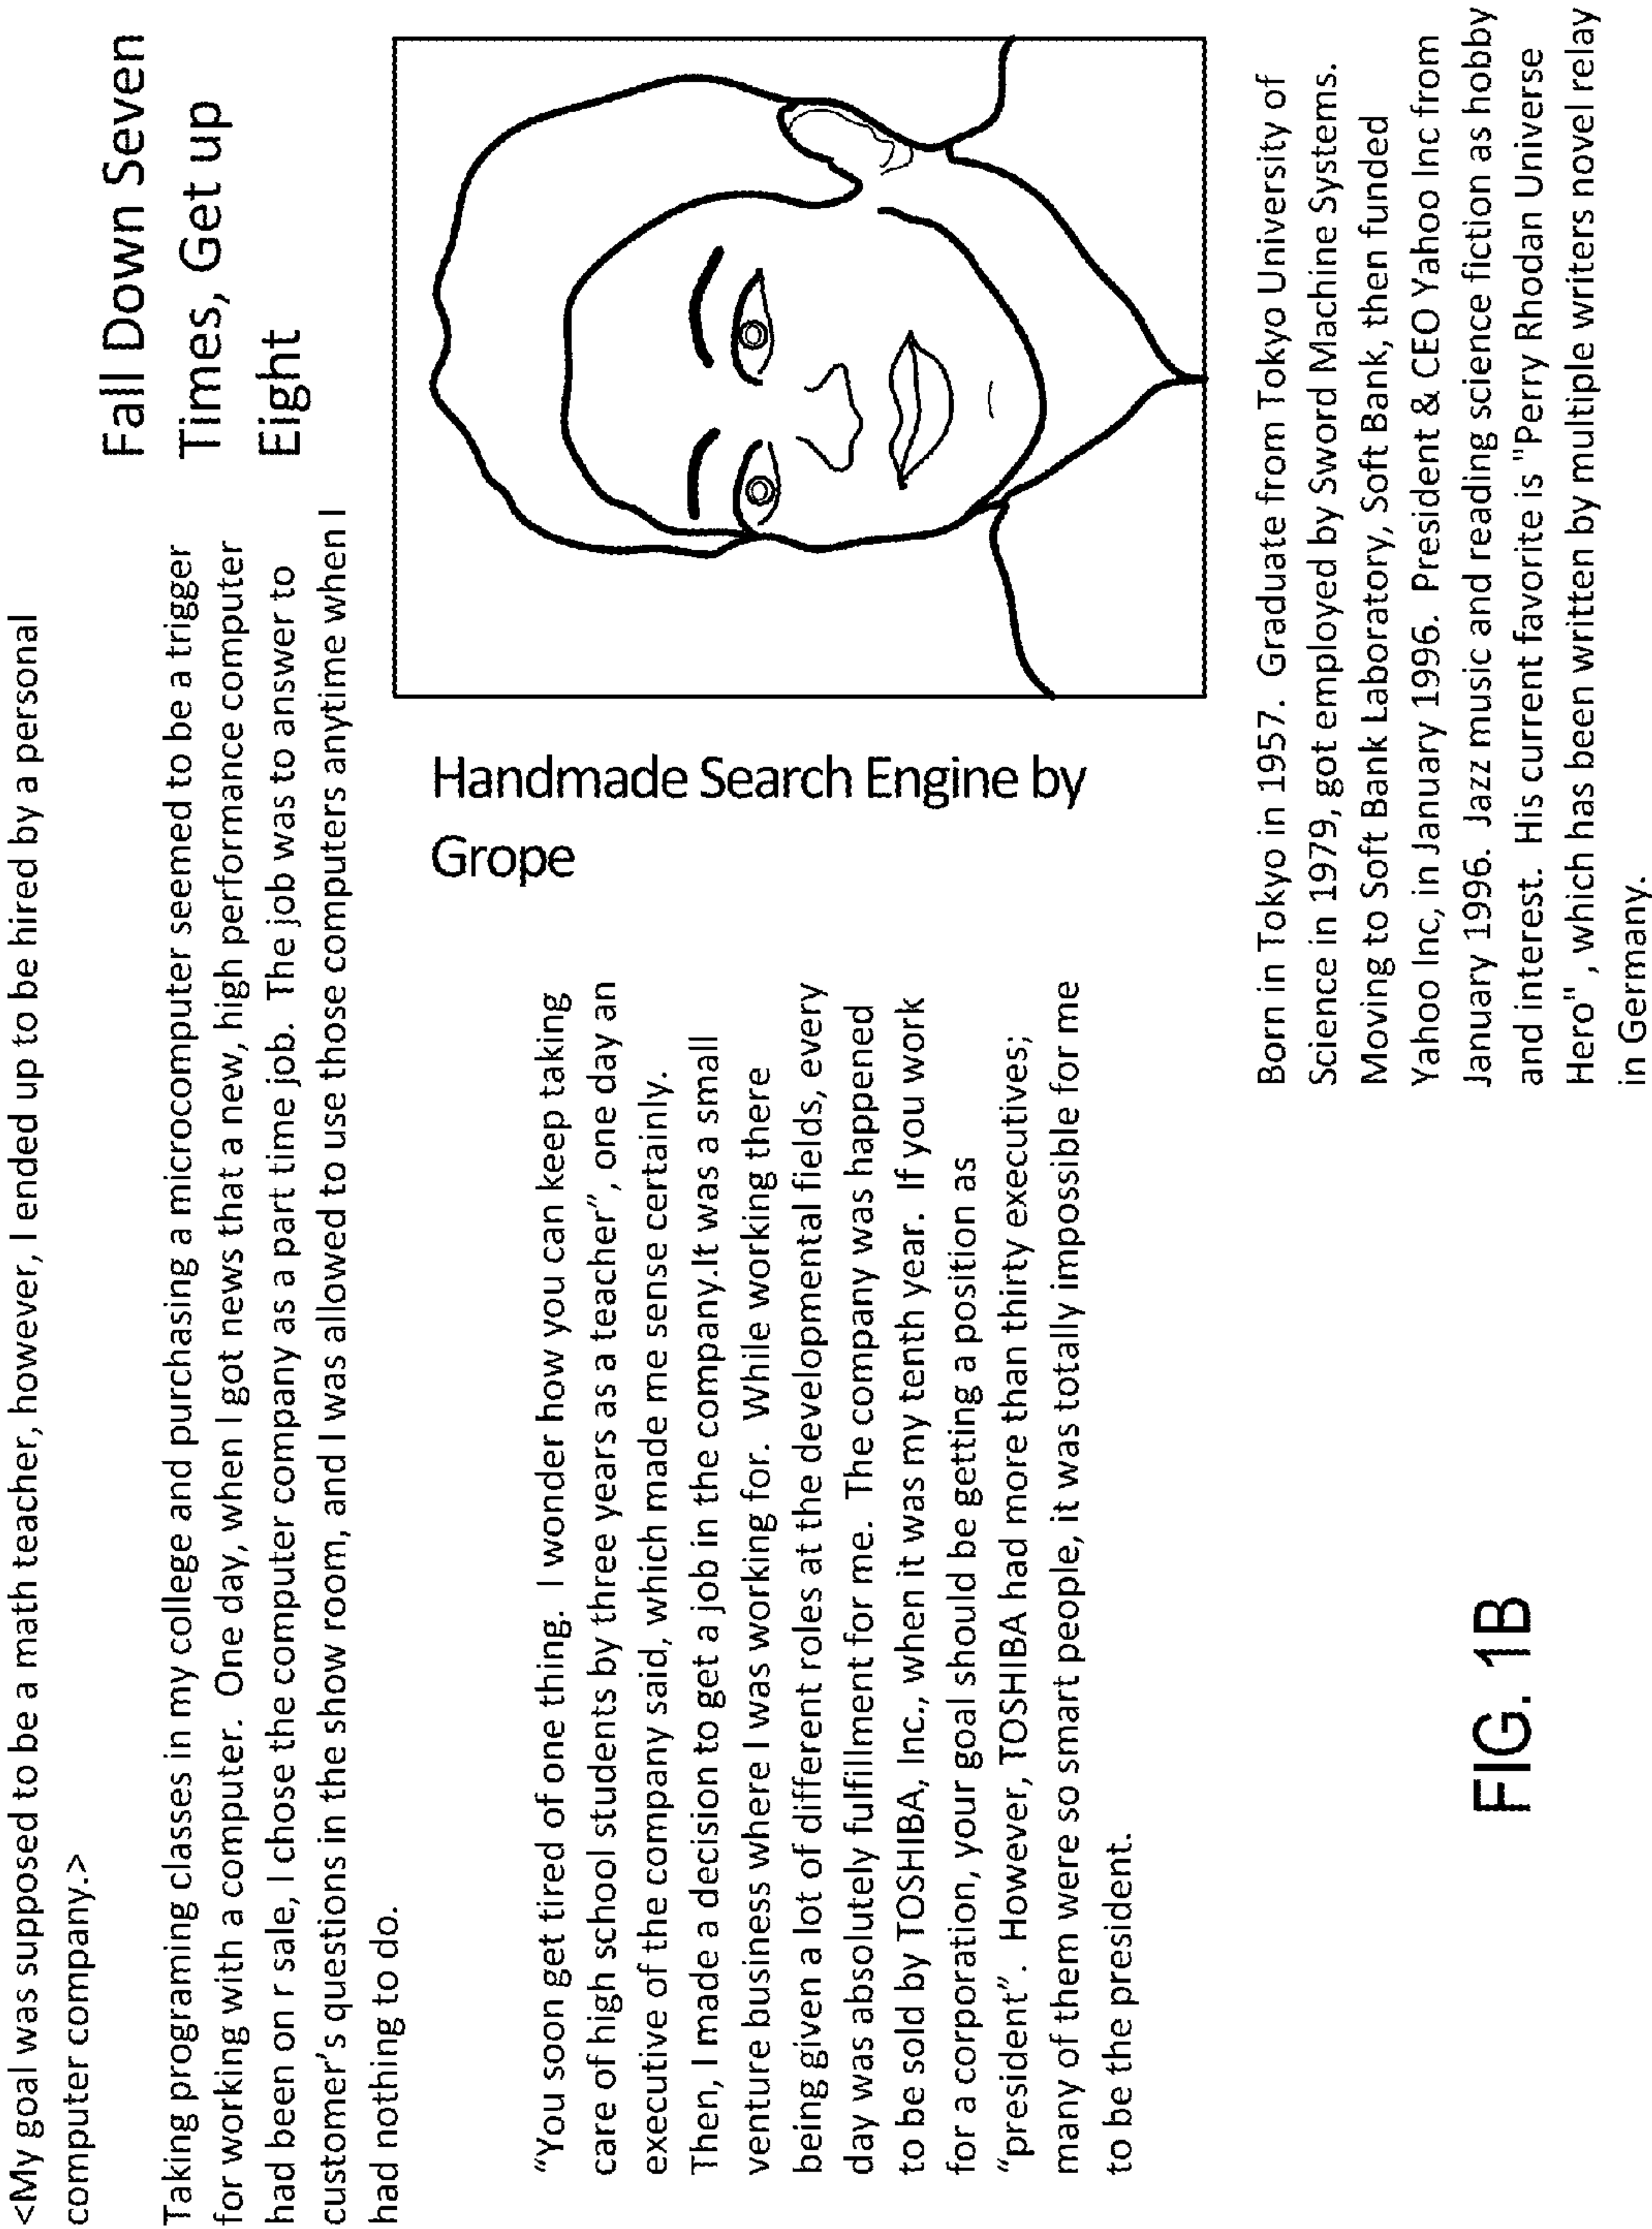 <My goal was supposed to be a math teacher, however, I ended up to be hired by a personal
computer company.>
Fall Down Seven
Times, Get up
Eight
Taking programing classes in my college and purchasing a microcomputer seemed to be a trigger
for working with a computer. One day, when I got news that a new, high performance computer
had been on r sale, I chose the computer company as a part time job. The job was to answer to
customer's questions in the show room, and I was allowed to use those computers anytime when I
had nothing to do.
Handmade Search Engine by
Grope
"You soon get tired of one thing. I wonder how you can keep taking
care of high school students by three years as a teacher", one day an
executive of the company said, which made me sense certainly.
Then, I made a decision to get a job in the company.It was a small
venture business where I was working for. While working there
being given a lot of different roles at the developmental fields, every
day was absolutely fulfillment for me. The company was happened
to be sold by TOSHIBA, Inc., when it was my tenth year. If you work
for a corporation, your goal should be getting a position as
"president". However, TOSHIBA had more than thirty executives;
many of them were so smart people, it was totally impossible for me
to be the president.
Born in Tokyo in 1957. Graduate from Tokyo University of
Science in 1979, got employed by Sword Machine Systems.
Moving to Soft Bank Laboratory, Soft Bank, then funded
Yahoo Inc, in January 1996. President & CEO Yahoo Inc from
January 1996. Jazz music and reading science fiction as hobby
and interest. His current favorite is "Perry Rhodan Universe
Hero" , which has been written by multiple writers novel relay
in Germany.
FIG. 1B